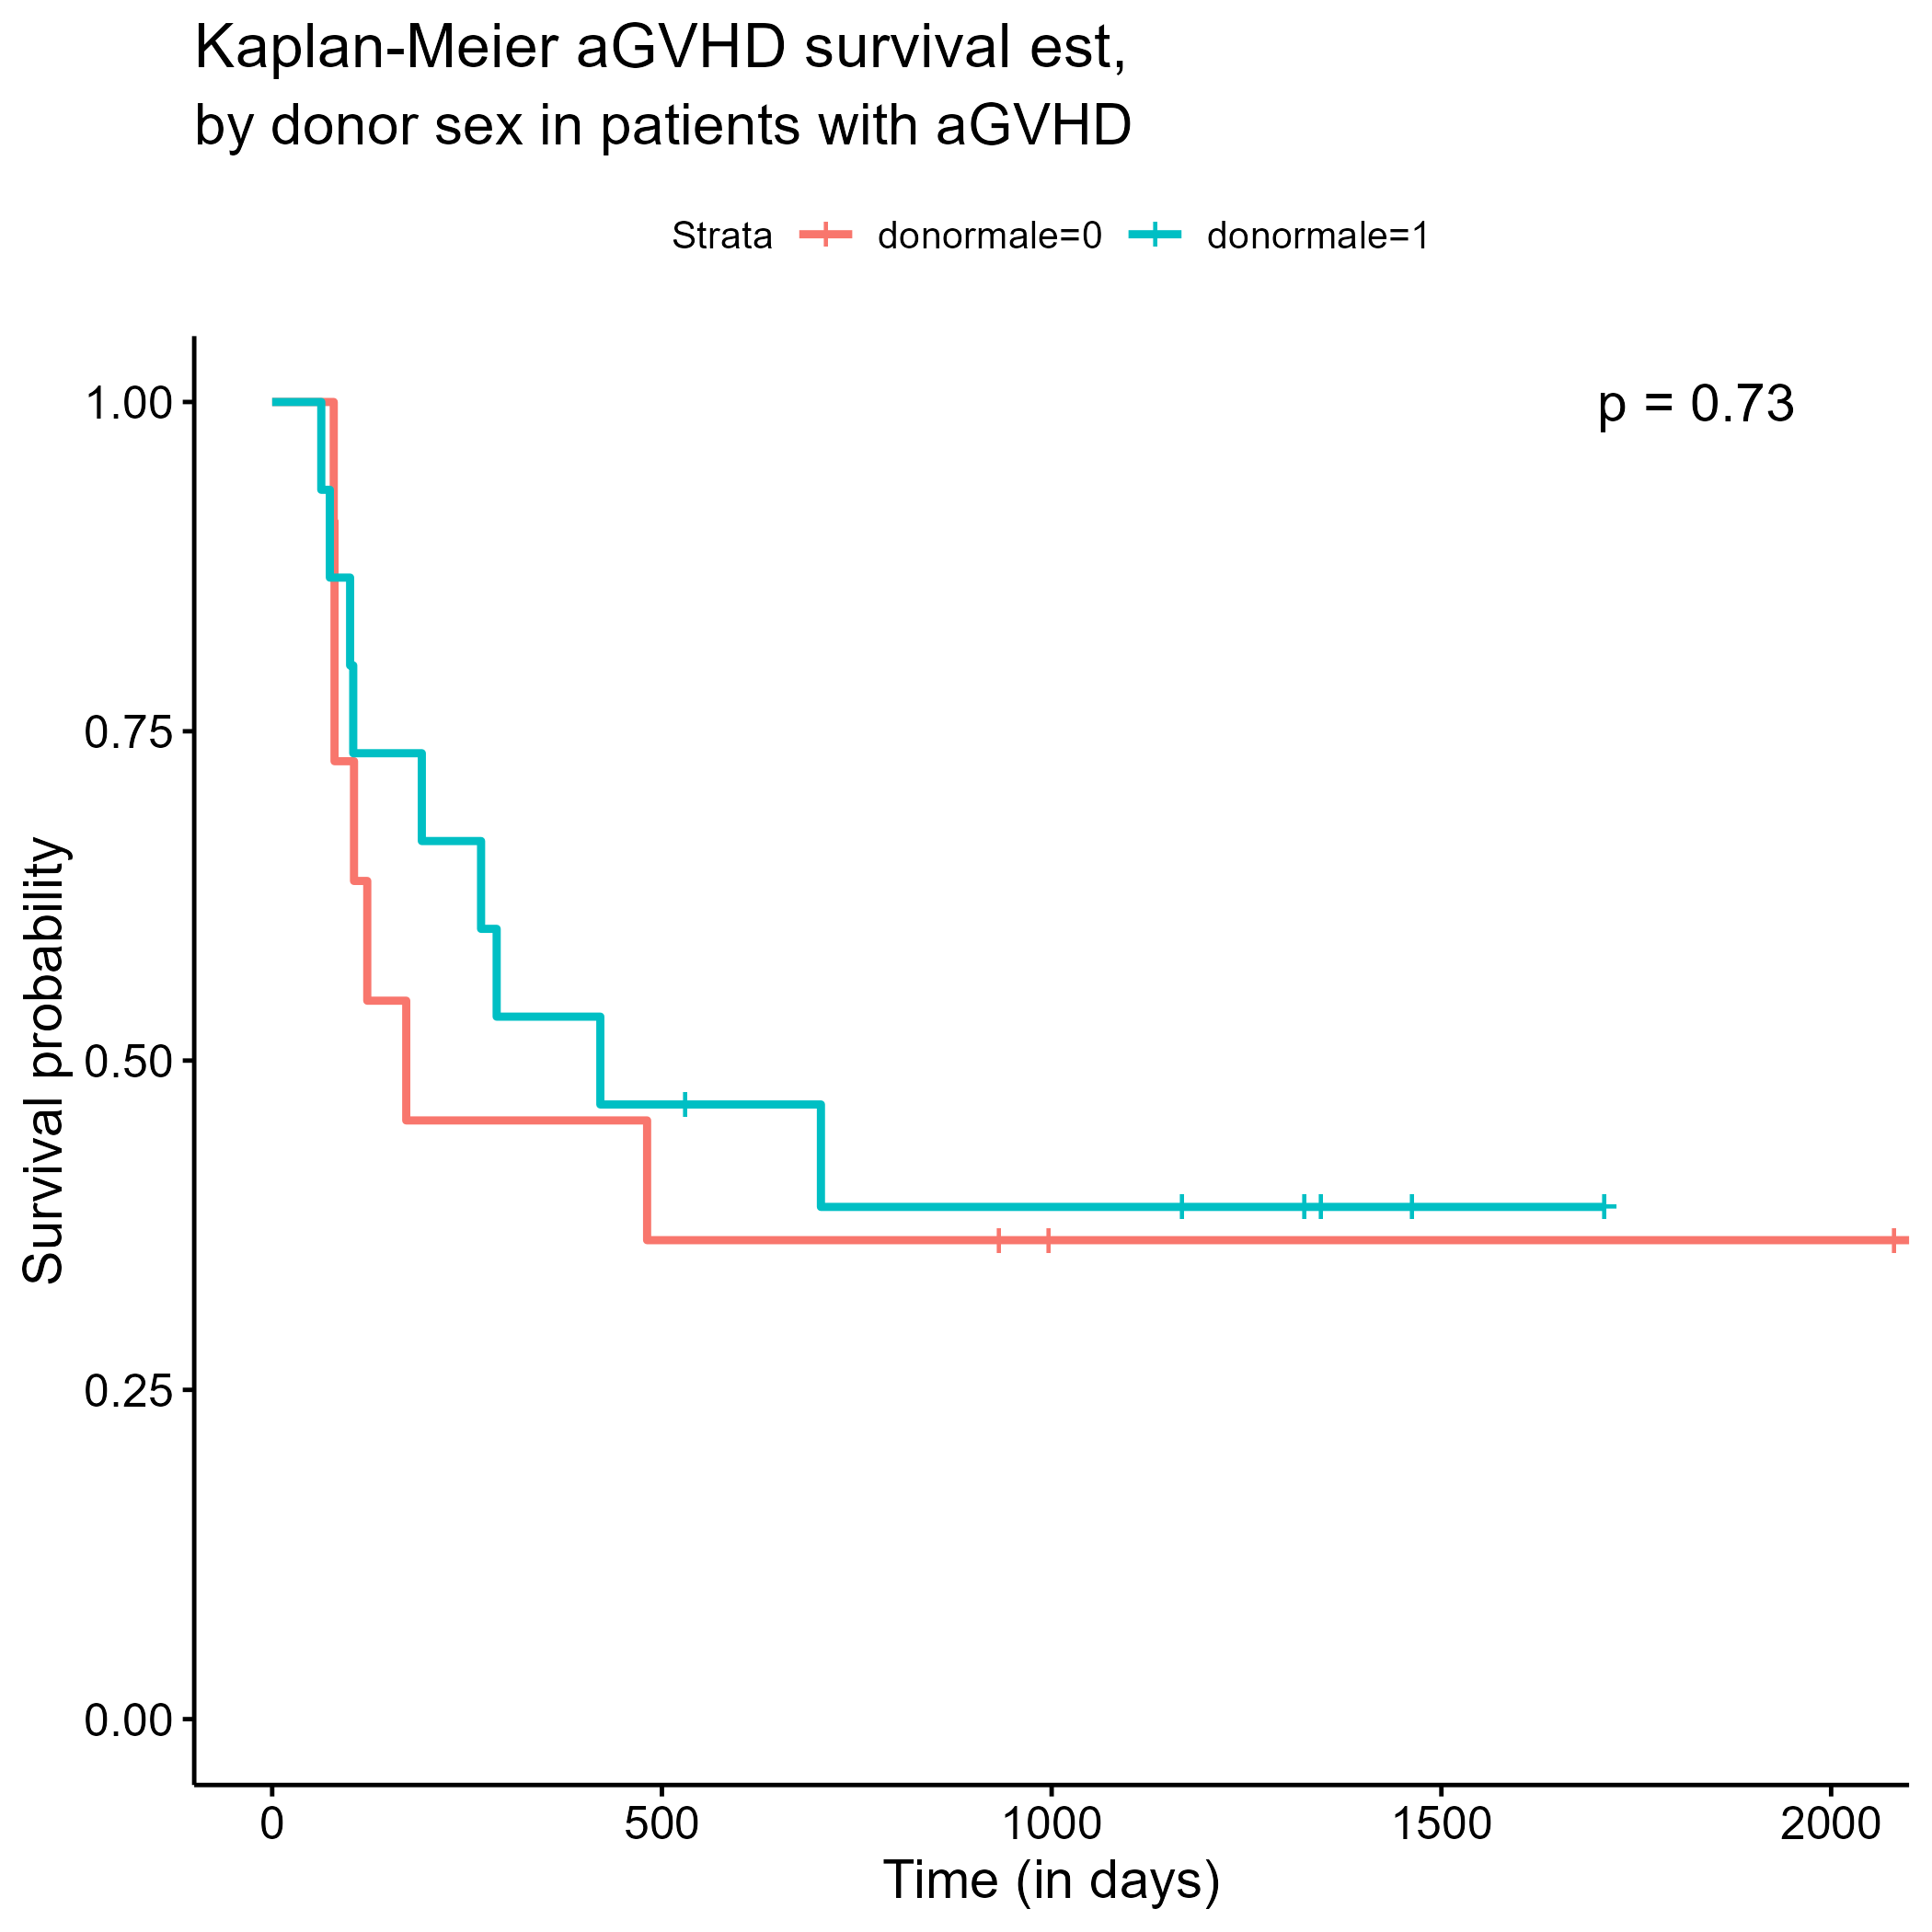 Kaplan-Meier aGVHD survival est,
by donor sex in patients with aGVHD
Strata donormale=0 donormale=1
p = 0.73
1.00
0.75
0.50
0.25
0.00
Survival probability
0 500 1000 1500 2000
Time (in days)